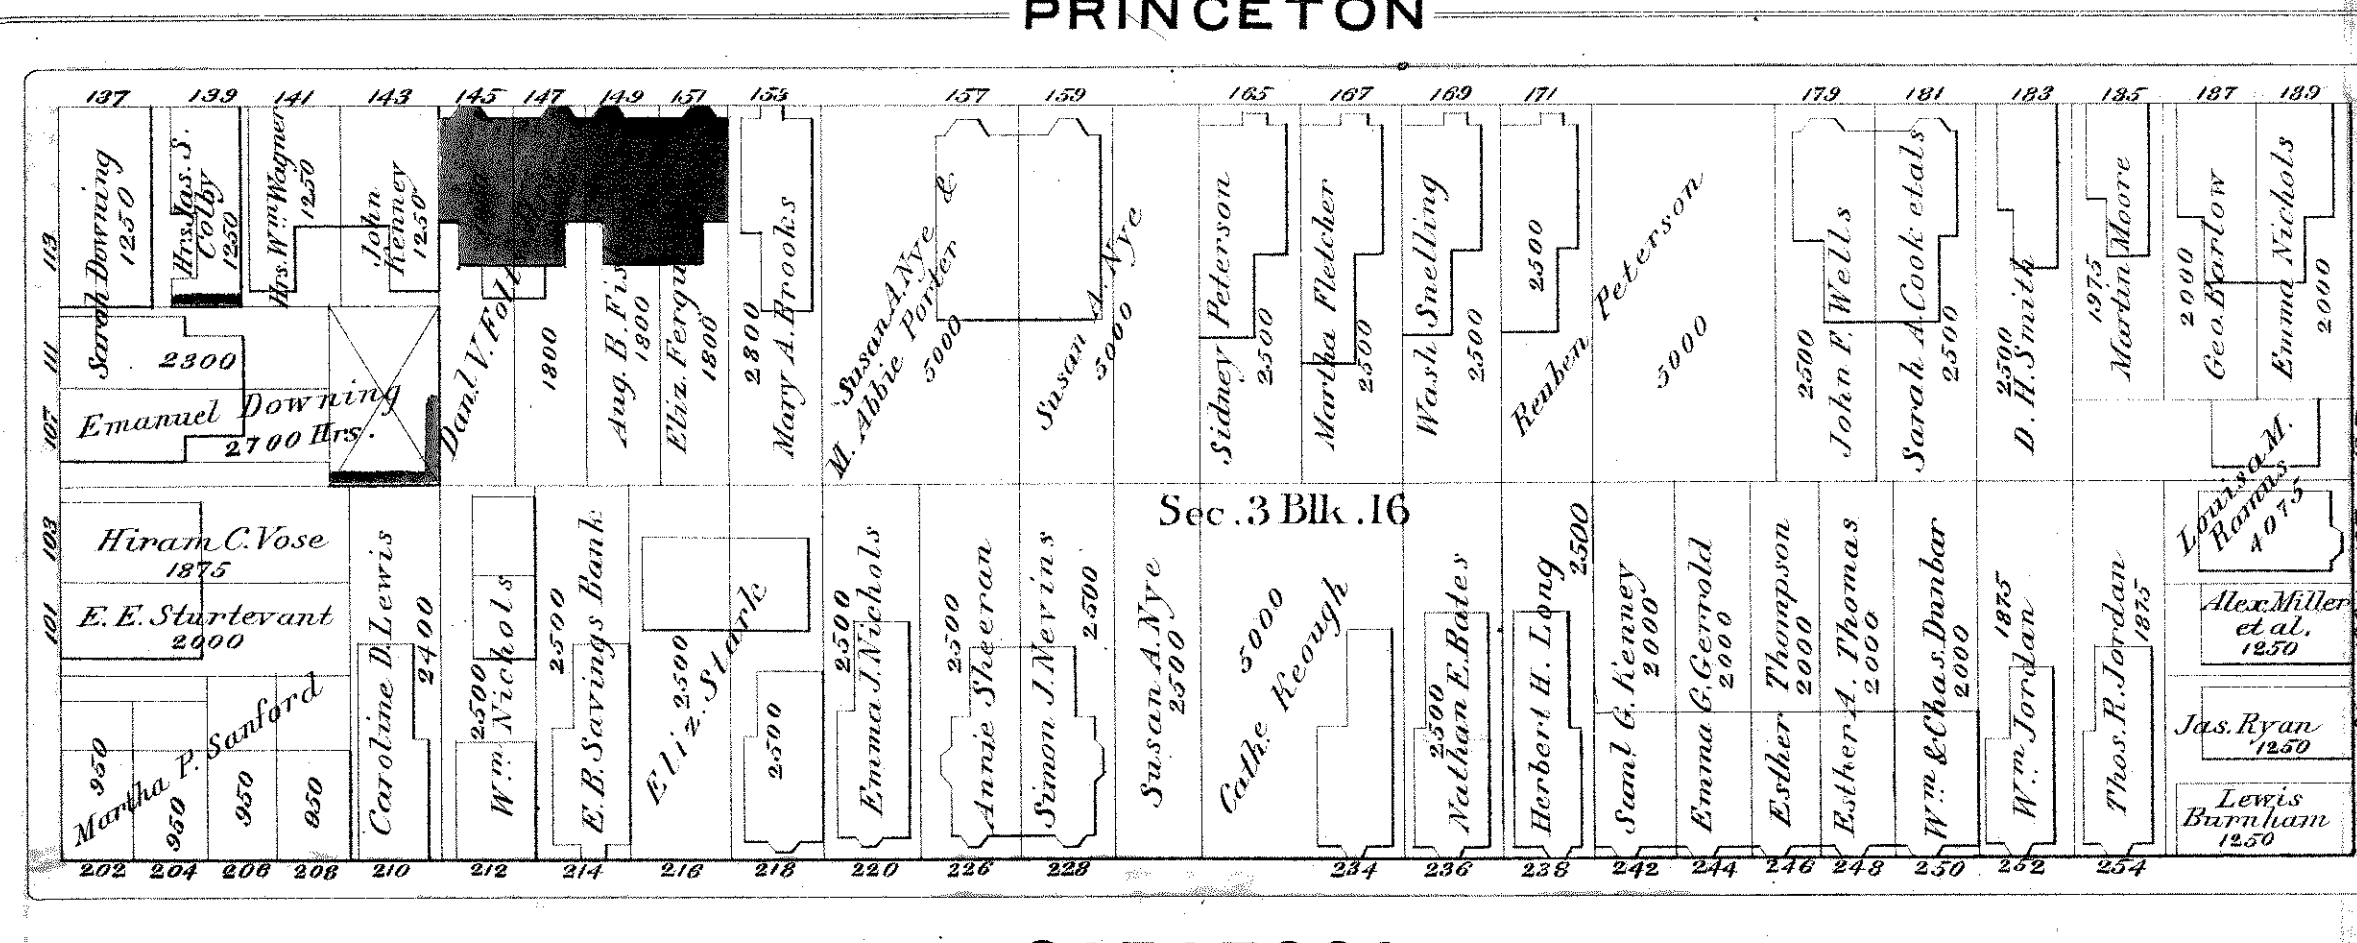 PRINCETON
137 139 141 143 145 147 149 151 153 157 159 165 167 169 171 179 181 183 185 187 189
113
111
107
103
101
Sarah Downing
1250
Hrs. Jas. S.
Colby
1250
Hrs. Wm. Wagner
1250
John
Kenney
1250
2300
Emanuel Downing
2700 Hrs.
Danl. V. Fol
1800
Aug. B. Fis
1800
Eliz. Fergu
1800
2800
Mary A. Brooks
Susan A. Nye &
M. Abbie Porter
5000
Susan A. Nye
5000
Sidney Peterson
2500
Martha Fletcher
2500
Wash Snelling
2500
2500
Reuben Peterson
5000
2500
John F. Wells
Sarah A. Cook etals
2500
2500
D. H. Smith
1975
Martin Moore
2000
Geo. Barlow
Emma Nichols
2000
Louisa M.
Ramus
4075
Sec. 3 Blk. 16
Hiram C. Vose
1875
E. E. Sturtevant
2000
Martha P. Sanford
950
950
950
950
Caroline D. Lewis
2400
2500
Wm. Nichols
2500
E. B. Savings Bank
Eliz. Stark
2500
2500
2500
Emma J. Nichols
2500
Annie Sheeran
Simon J. Nevins
2500
Susan A. Nye
2500
5000
Cathe Keough
2500
Nathan E. Bates
Herbert H. Long
2500
Saml G. Kenney
2000
Emma G. Gerrold
2000
Esther Thompson
2000
Esther A. Thomas
2000
Wm & Chas. Dunbar
2000
1875
Wm Jordan
Thos. R. Jordan
1875
Alex. Miller
et al.
1250
Jas. Ryan
1250
Lewis
Burnham
1250
202 204 206 208 210 212 214 216 218 220 226 228 234 236 238 242 244 246 248 250 252 254